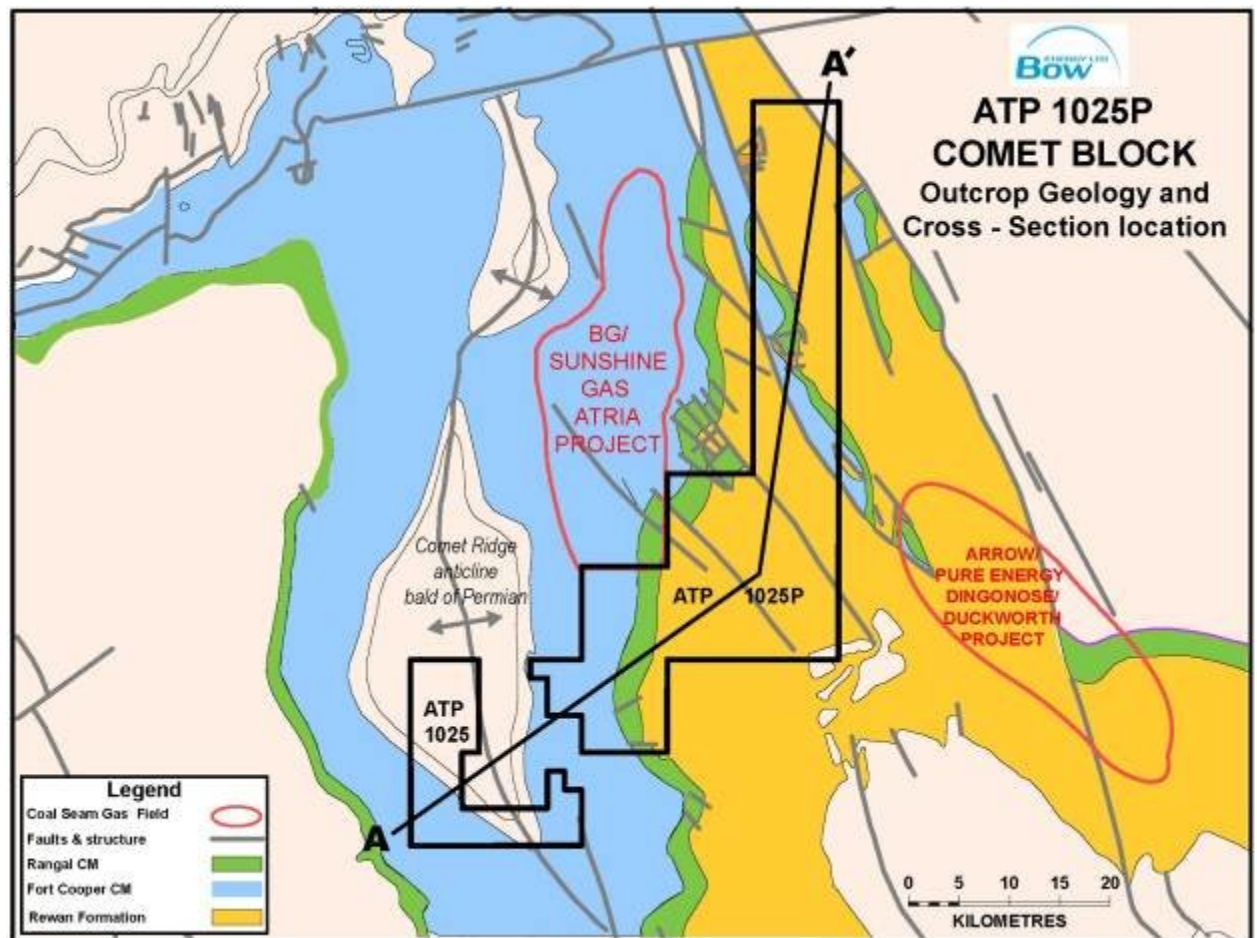 ENERGY LTD
Bow
ATP 1025P
COMET BLOCK
Outcrop Geology and
Cross - Section location
A'
BG/
SUNSHINE
GAS
ATRIA
PROJECT
Comet Ridge
anticline
bald of Permian
ATP 1025P
ARROW/
PURE ENERGY
DINGONOSE/
DUCKWORTH
PROJECT
ATP
1025
A
Legend
Coal Seam Gas Field
Faults & structure
Rangal CM
Fort Cooper CM
Rewan Formation
0 5 10 15 20
KILOMETRES